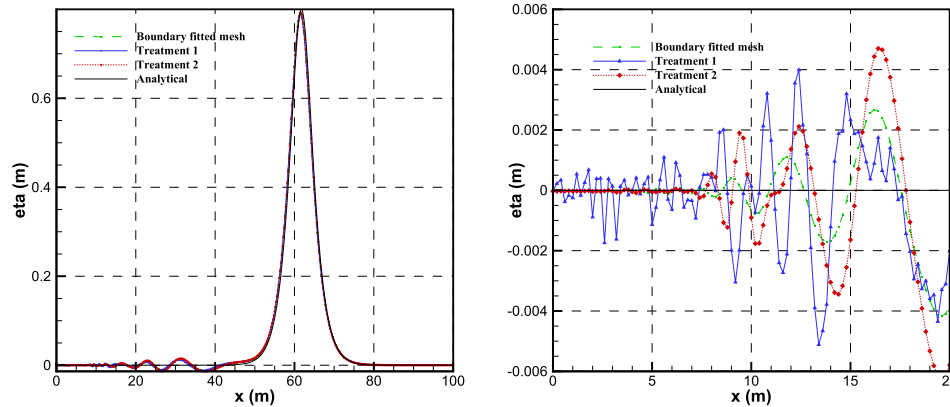 Boundary fitted mesh
Treatment 1
Treatment 2
Analytical
eta (m)
0.6
0.4
0.2
0
0 20 40 60 80 100
x (m)
Boundary fitted mesh
Treatment 1
Treatment 2
Analytical
eta (m)
0.006
0.004
0.002
0
-0.002
-0.004
-0.006
0 5 10 15
x (m)